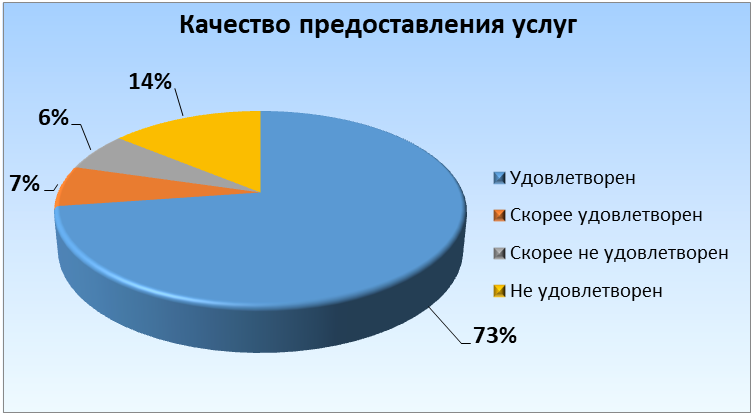 Качество предоставления услуг
14%
6%
7%
73%
Удовлетворен
Скорее удовлетворен
Скорее не удовлетворен
Не удовлетворен